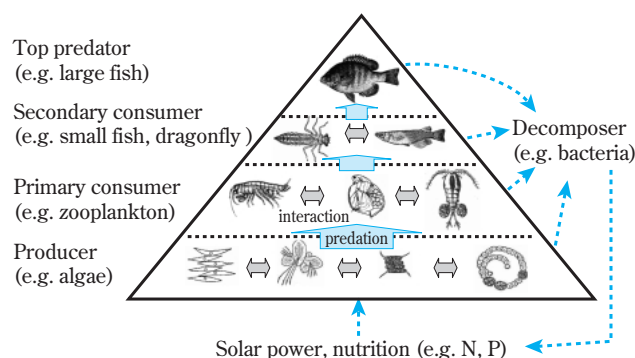 Top predator
(e.g. large fish)
Secondary consumer
(e.g. small fish, dragonfly )
Decomposer
(e.g. bacteria)
Primary consumer
(e.g. zooplankton)
interaction
predation
Producer
(e.g. algae)
Solar power, nutrition (e.g. N, P)